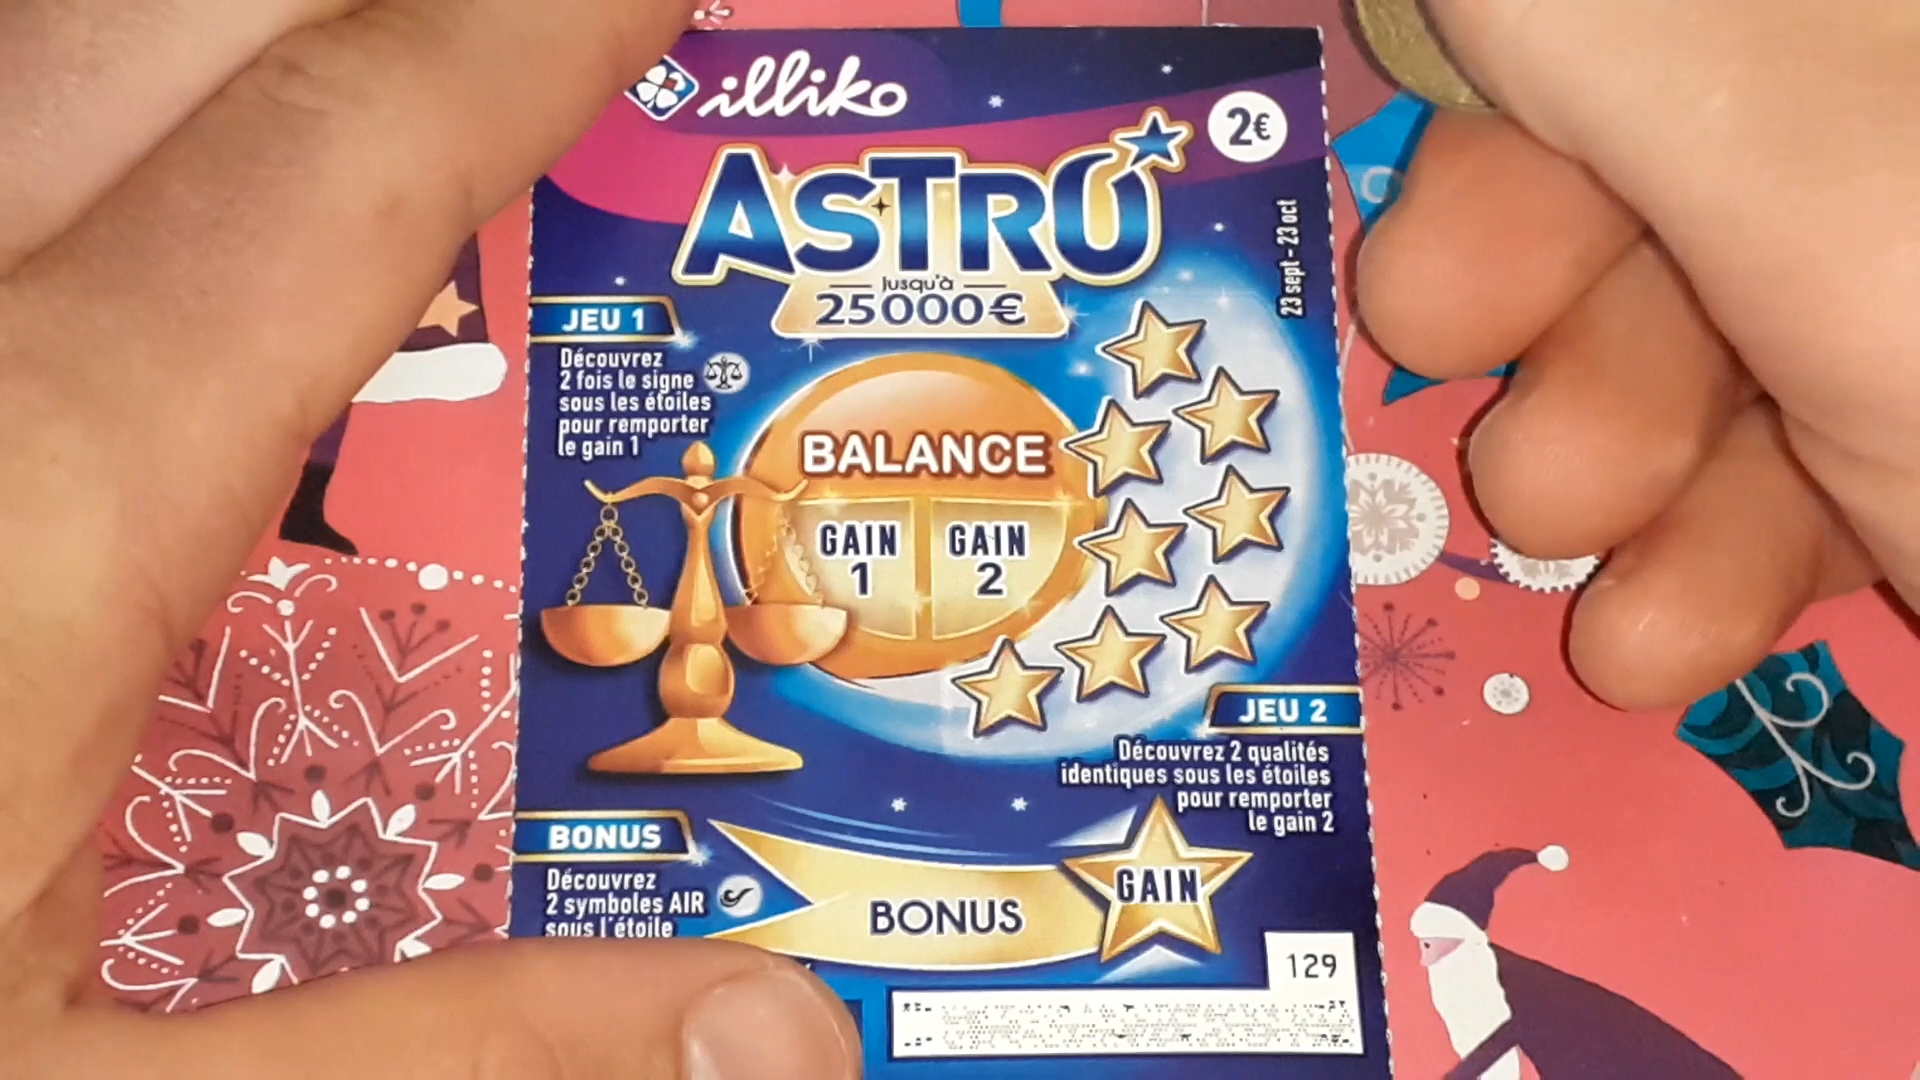 illiko
2€
ASTRO
Jusqu'à
25000€
23 sept - 23 oct
JEU 1
Découvrez
2 fois le signe
sous les étoiles
pour remporter
le gain 1
BALANCE
GAIN
1
GAIN
2
JEU 2
Découvrez 2 qualités
identiques sous les étoiles
pour remporter
le gain 2
BONUS
Découvrez
2 symboles AIR
sous l'étoile
BONUS
GAIN
129